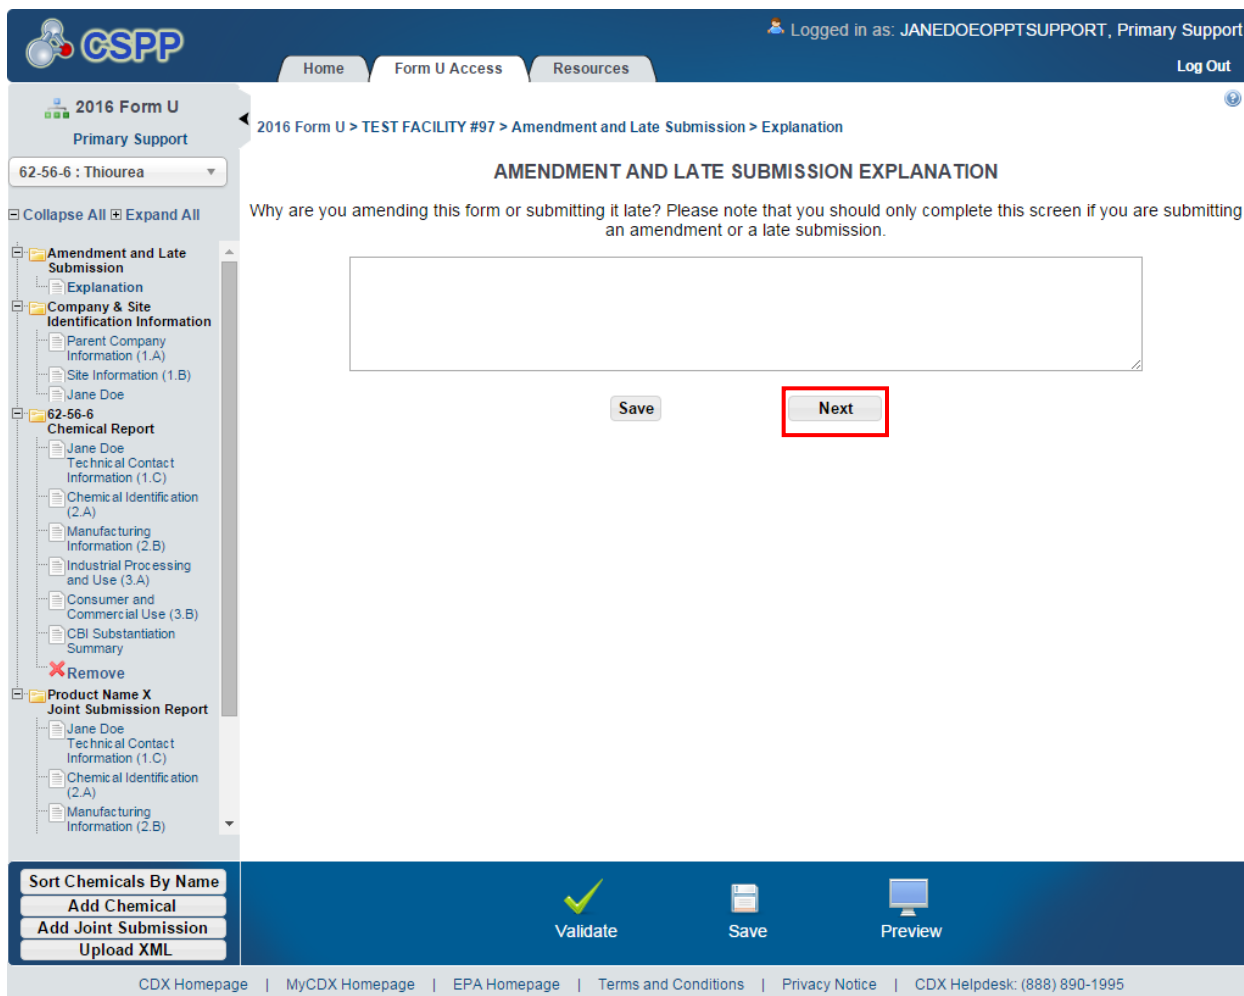 CSPP
Logged in as: JANEDOEOPPTSUPPORT, Primary Support
Home
Form U Access
Resources
Log Out
2016 Form U
Primary Support
62-56-6 : Thiourea
Collapse All Expand All
Amendment and Late
Submission
Explanation
Company & Site
Identification Information
Parent Company
Information (1.A)
Site Information (1.B)
Jane Doe
62-56-6
Chemical Report
Jane Doe
Technical Contact
Information (1.C)
Chemical Identification
(2.A)
Manufacturing
Information (2.B)
Industrial Processing
and Use (3.A)
Consumer and
Commercial Use (3.B)
CBI Substantiation
Summary
Remove
Product Name X
Joint Submission Report
Jane Doe
Technical Contact
Information (1.C)
Chemical Identification
(2.A)
Manufacturing
Information (2.B)
2016 Form U > TEST FACILITY #97 > Amendment and Late Submission > Explanation
AMENDMENT AND LATE SUBMISSION EXPLANATION
Why are you amending this form or submitting it late? Please note that you should only complete this screen if you are submitting
an amendment or a late submission.
Save
Next
Sort Chemicals By Name
Add Chemical
Add Joint Submission
Upload XML
Validate
Save
Preview
CDX Homepage | MyCDX Homepage | EPA Homepage | Terms and Conditions | Privacy Notice | CDX Helpdesk: (888) 890-1995